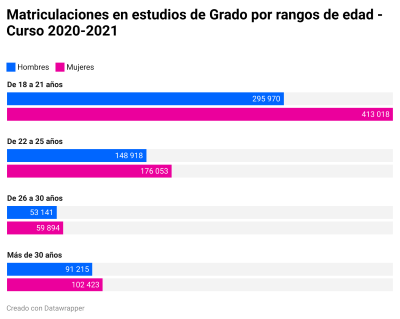 Matriculaciones en estudios de Grado por rangos de edad -
Curso 2020-2021
Hombres Mujeres
De 18 a 21 años
295 970
413 018
De 22 a 25 años
148 918
176 053
De 26 a 30 años
53 141
59 894
Más de 30 años
91 215
102 423
Creado con Datawrapper